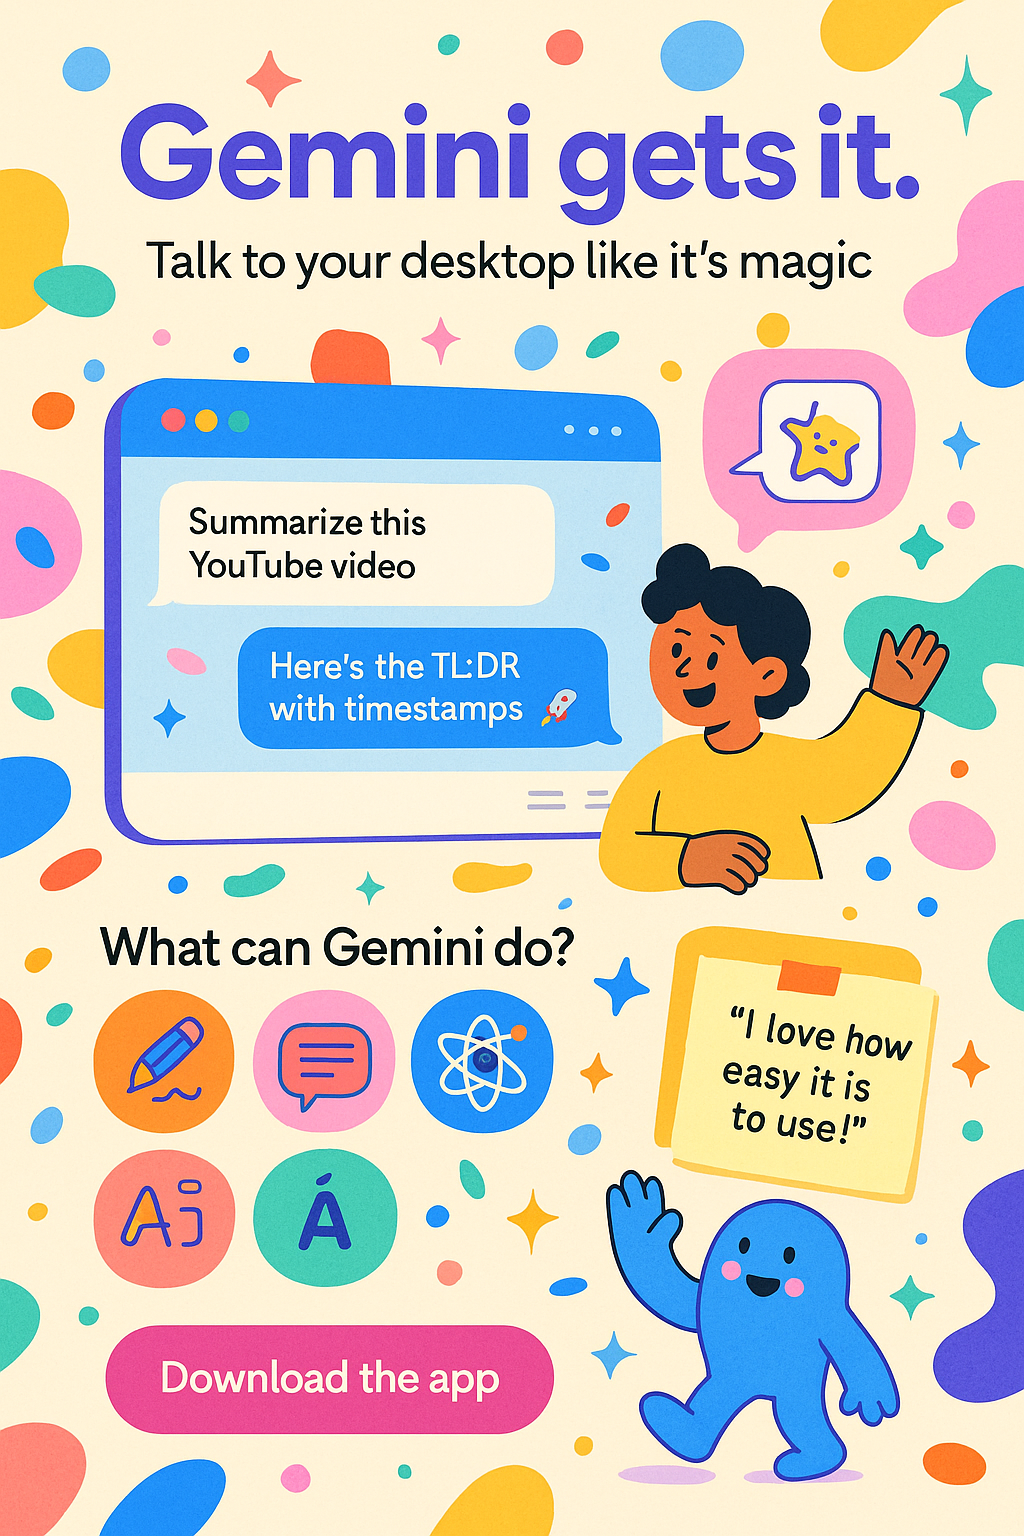 Gemini gets it.
Talk to your desktop like it's magic
Summarize this
YouTube video
Here's the TL:DR
with timestamps
What can Gemini do?
"I love how
easy it is
to use!"
Á
Download the app